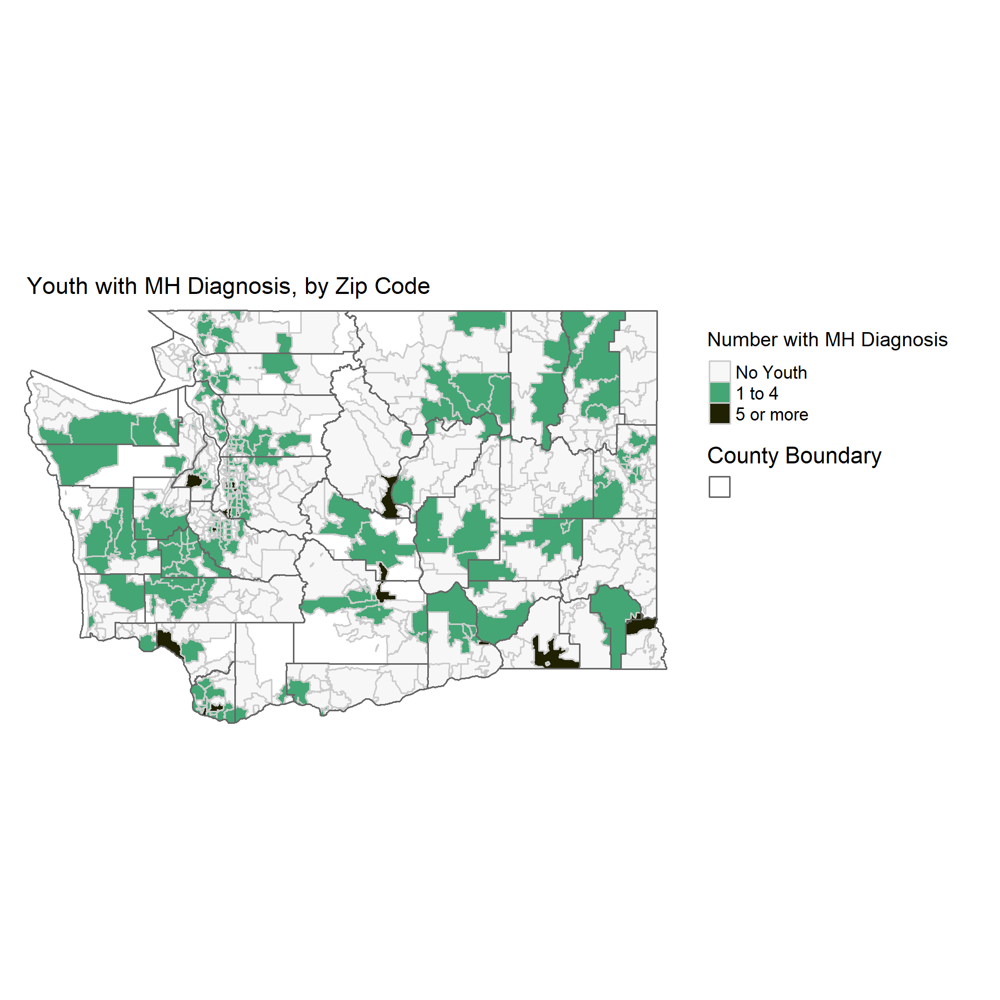 Youth with MH Diagnosis, by Zip Code
Number with MH Diagnosis
No Youth
1 to 4
5 or more
County Boundary